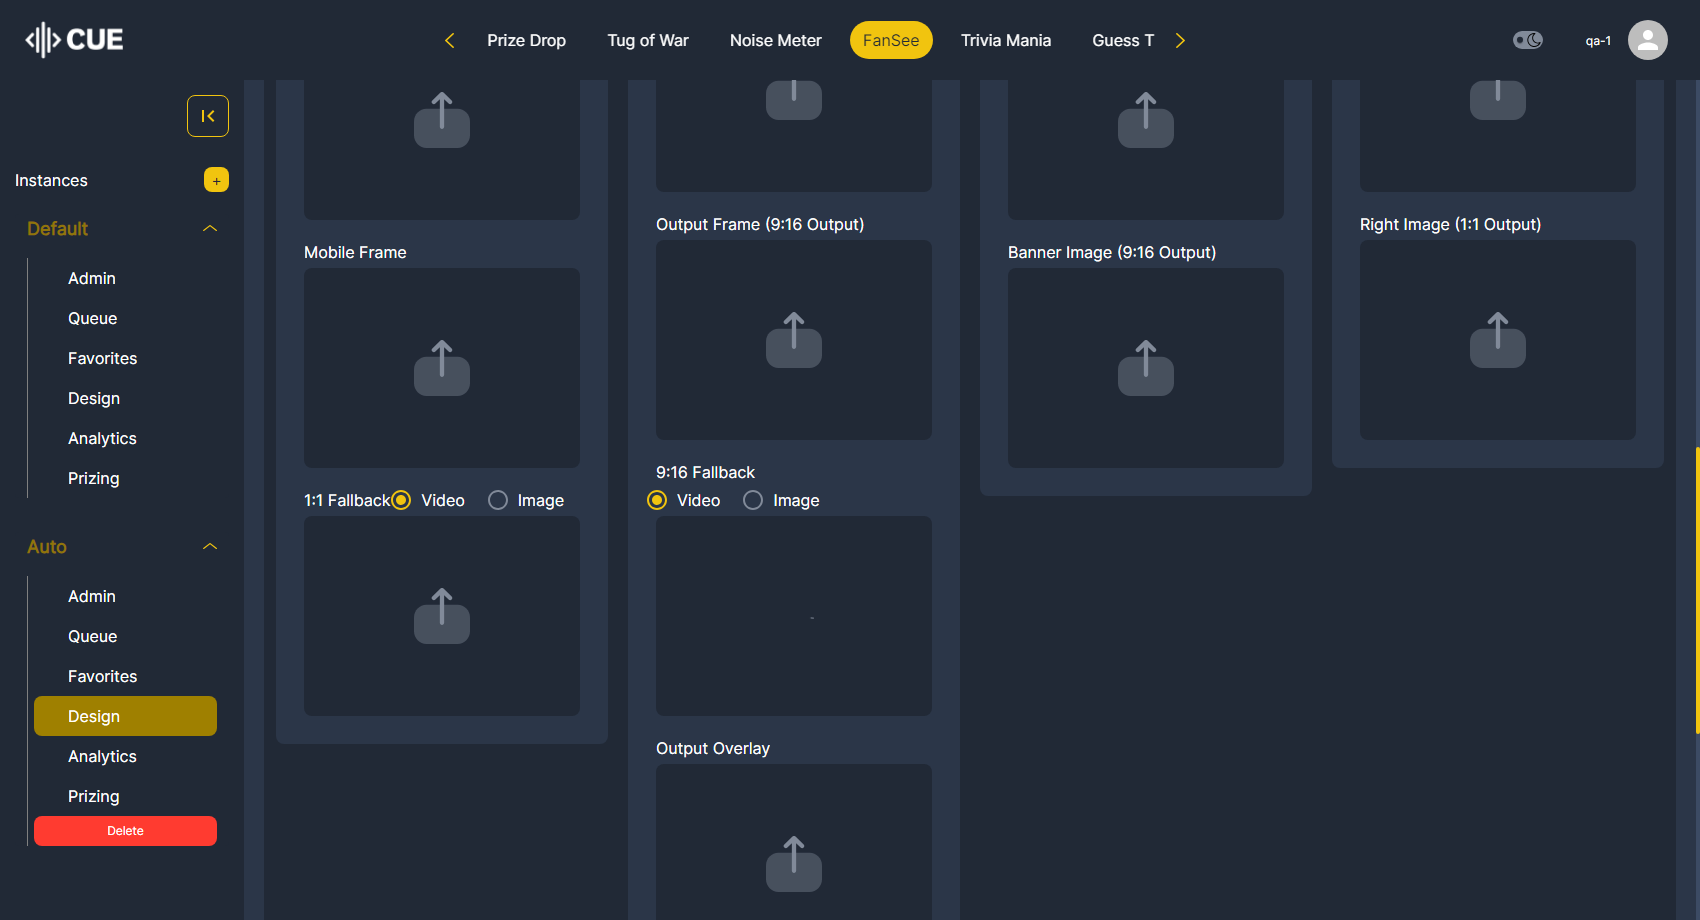 CUE
Prize Drop
Tug of War
Noise Meter
FanSee
Trivia Mania
Guess T
qa-1
Instances
+
Default
Admin
Queue
Favorites
Design
Analytics
Prizing
Auto
Admin
Queue
Favorites
Design
Analytics
Prizing
Delete
Mobile Frame
1:1 Fallback Video Image
Output Frame (9:16 Output)
9:16 Fallback
Video Image
Output Overlay
Banner Image (9:16 Output)
Right Image (1:1 Output)